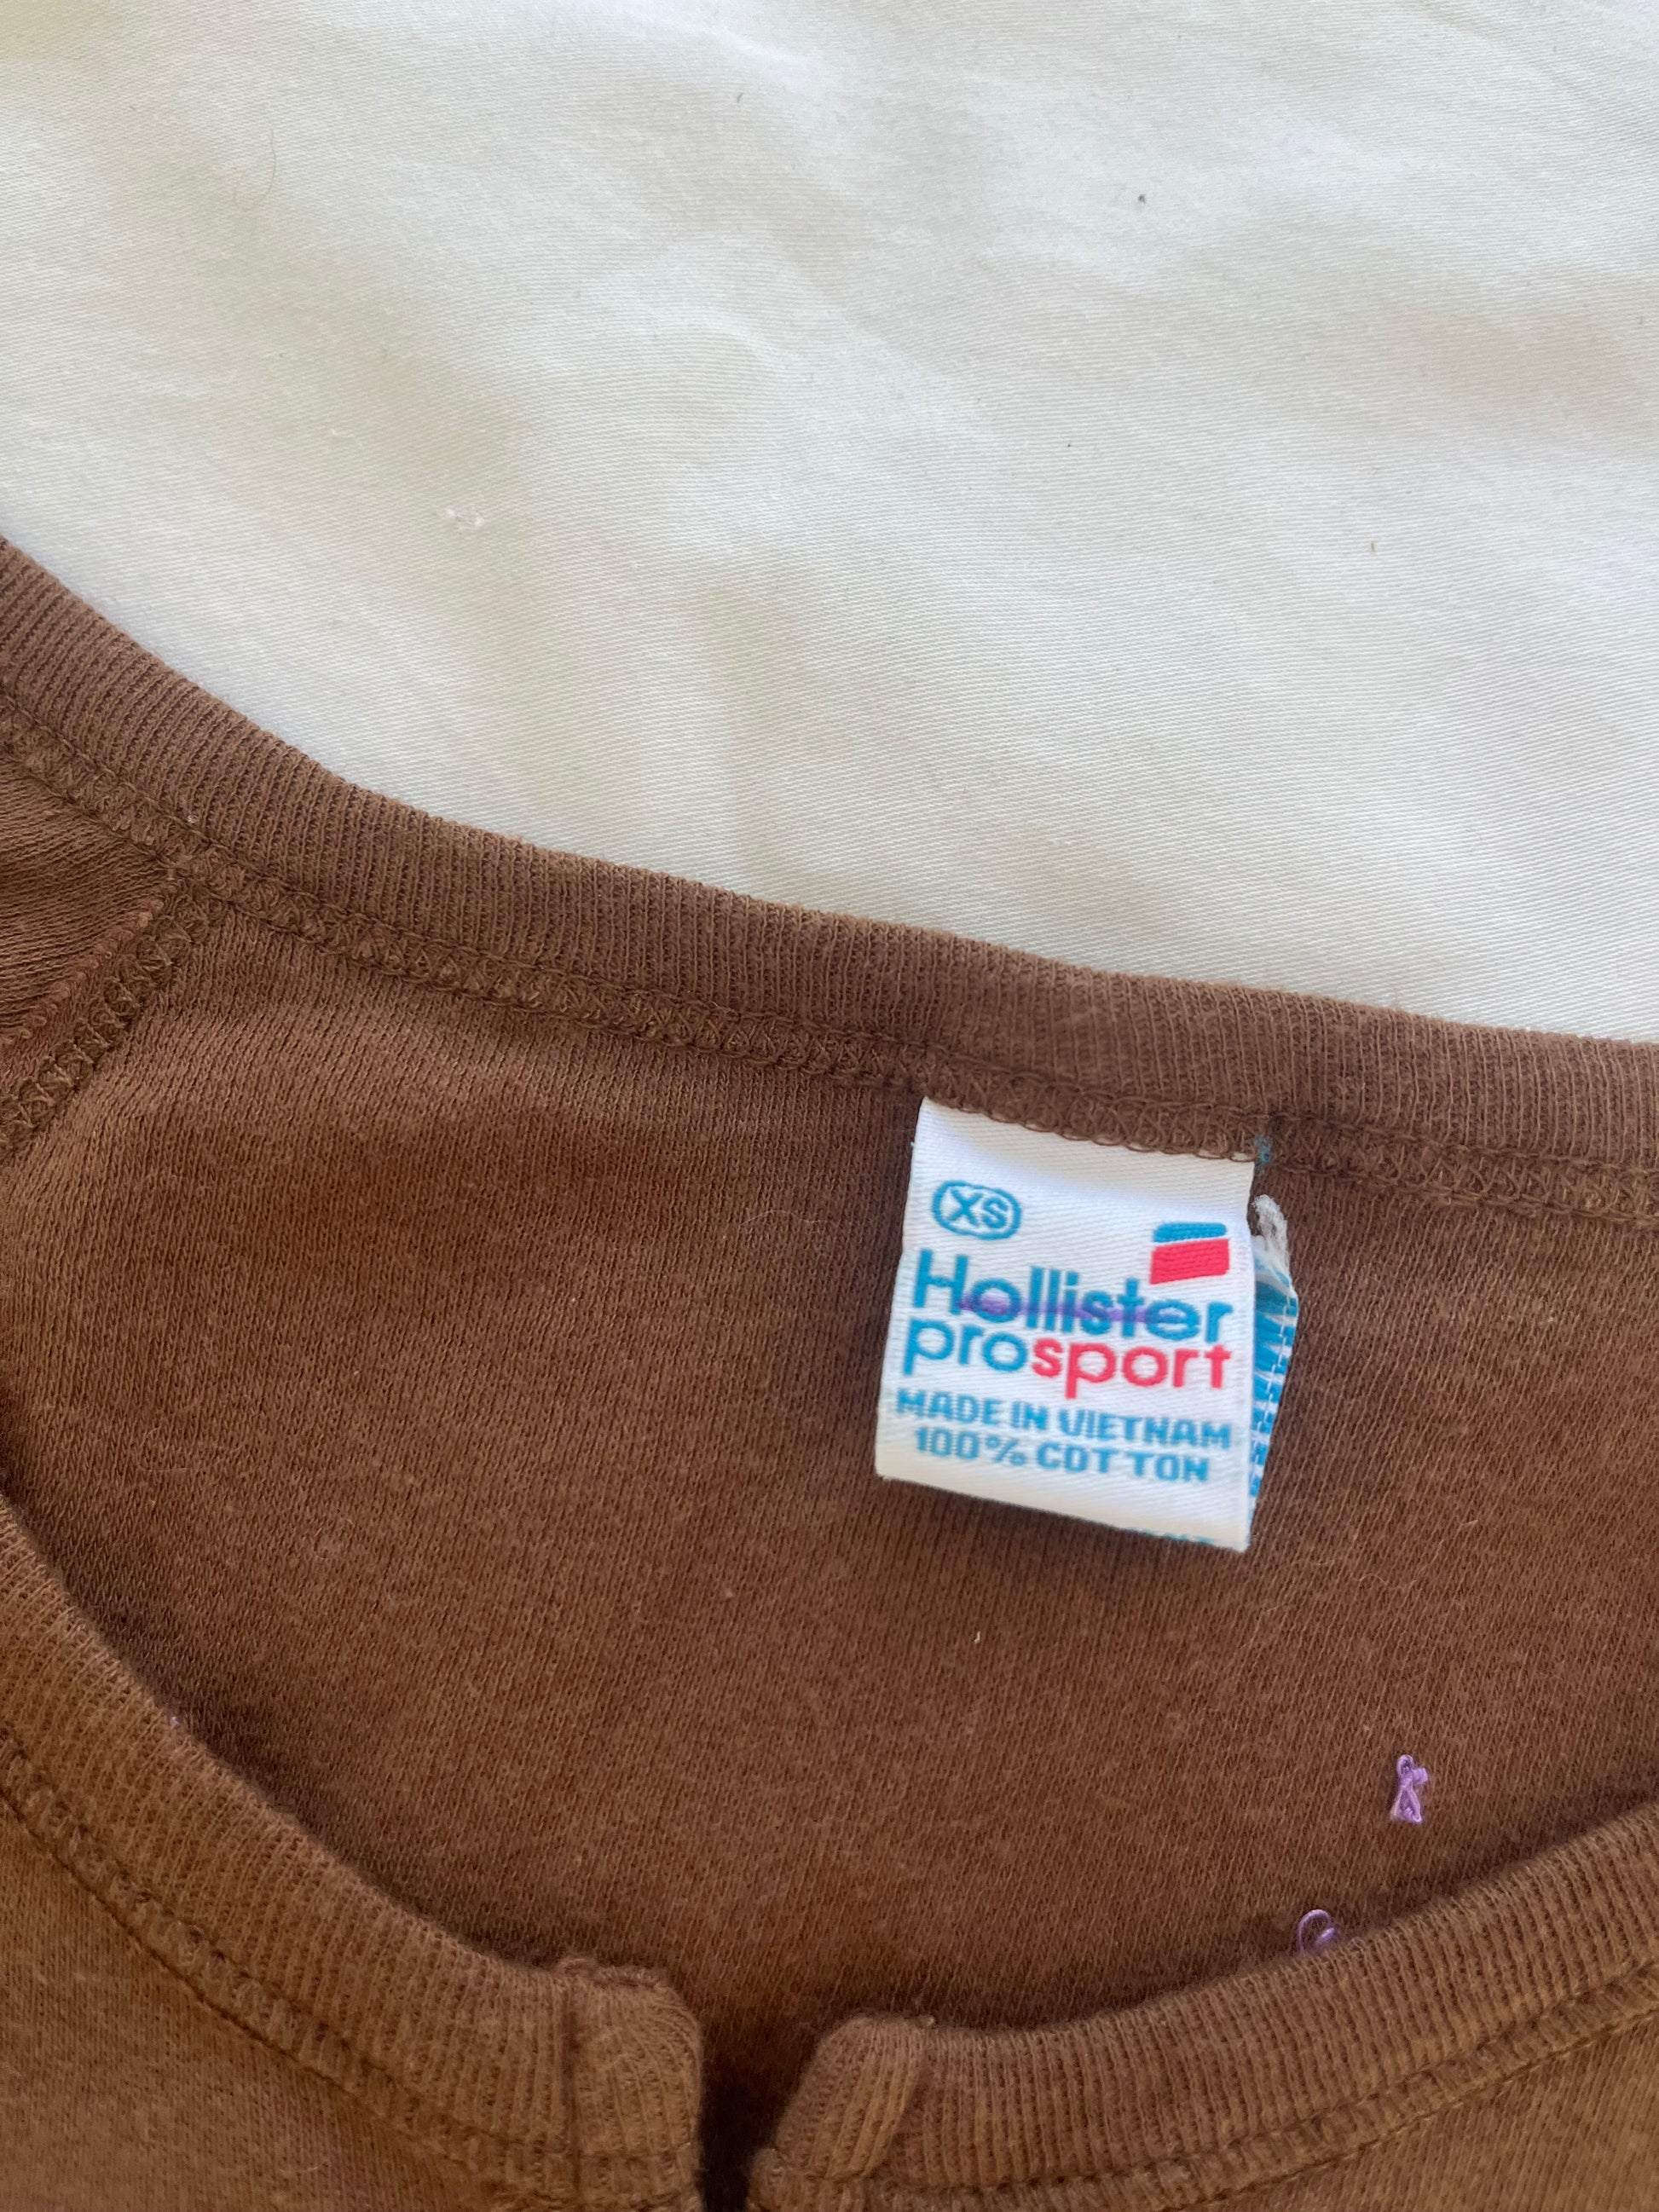 XS
Hollister
prosport
MADE IN VIETNAM
100% COTTON